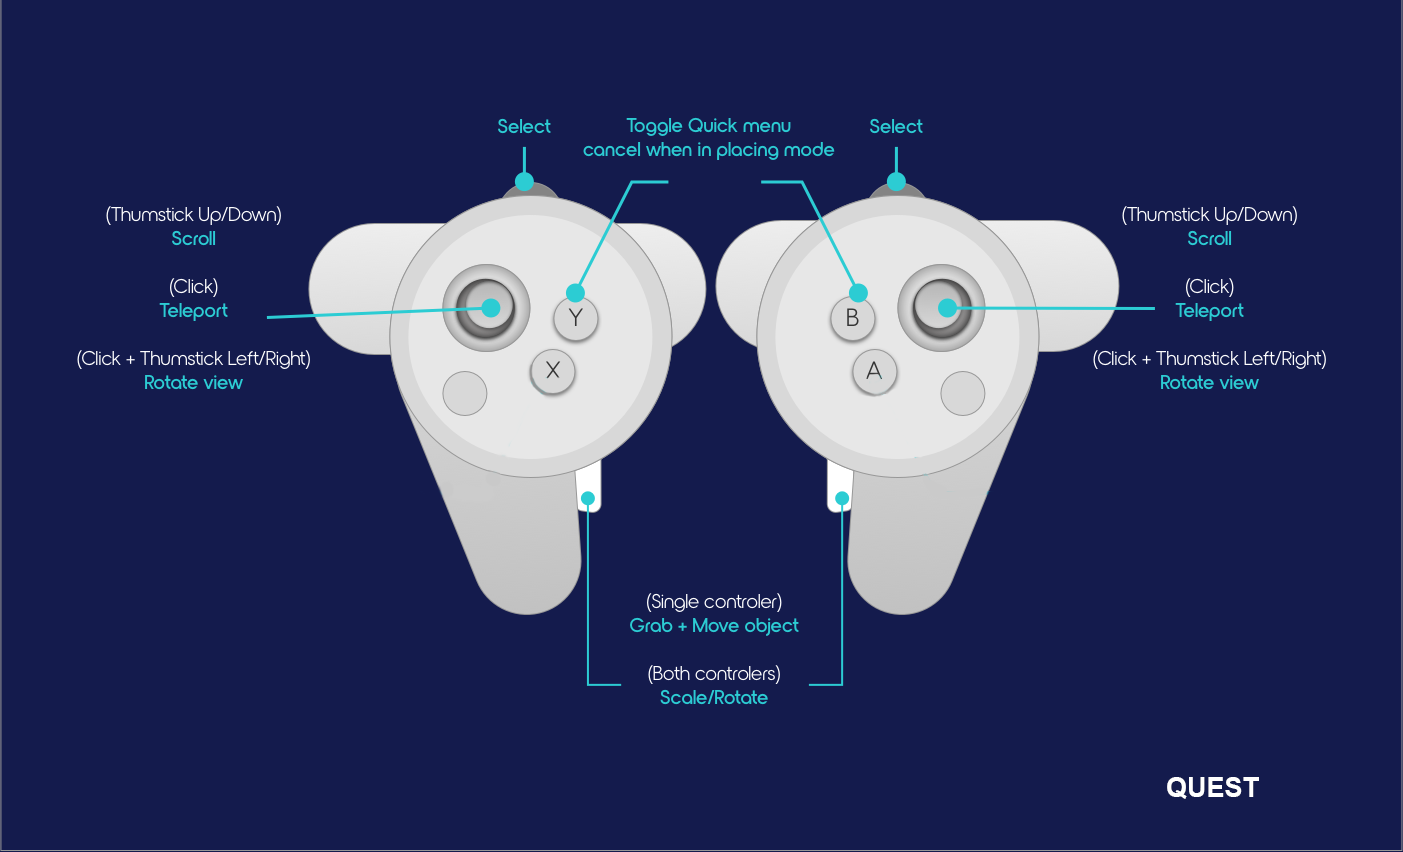 Select
Toggle Quick menu
cancel when in placing mode
Select
(Thumstick Up/Down)
Scroll
(Click)
Teleport
(Click + Thumstick Left/Right)
Rotate view
Y
X
B
A
(Thumstick Up/Down)
Scroll
(Click)
Teleport
(Click + Thumstick Left/Right)
Rotate view
(Single controler)
Grab + Move object
(Both controlers)
Scale/Rotate
QUEST